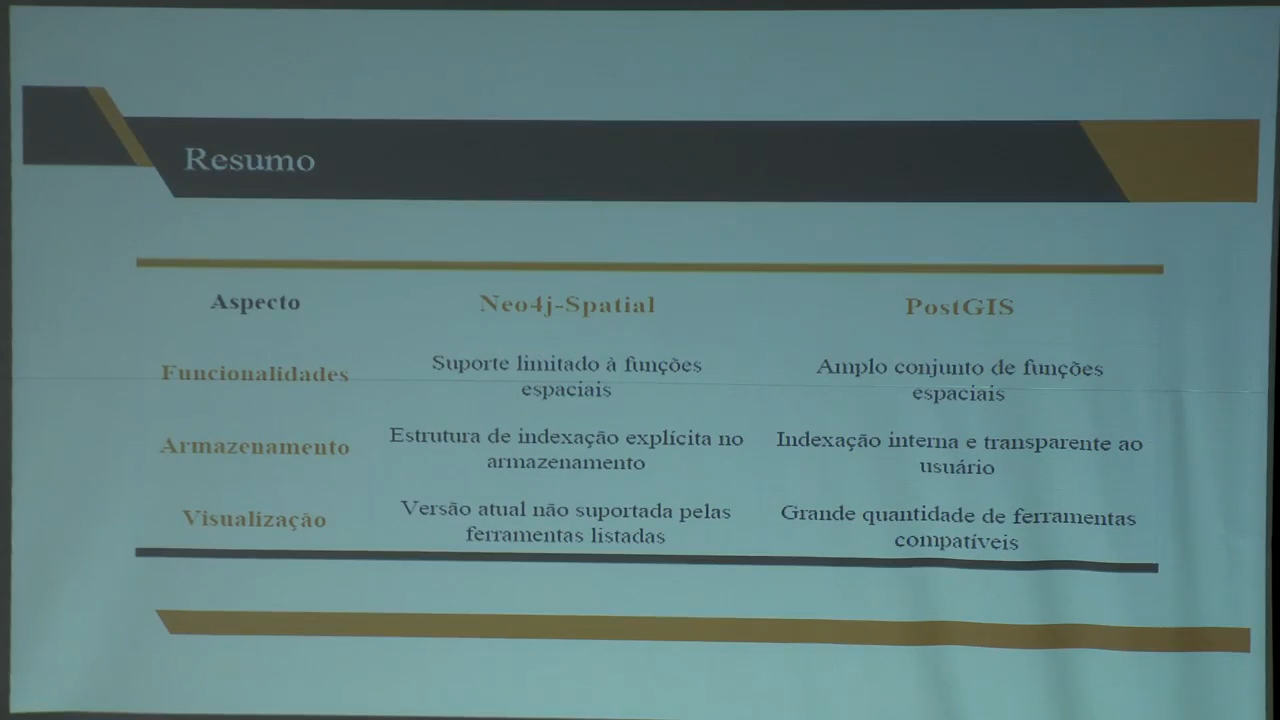 Resumo
Aspecto Neo4j-Spatial PostGIS
Funcionalidades
Suporte limitado à funções
espaciais
Amplo conjunto de funções
espaciais
Armazenamento
Estrutura de indexação explícita no
armazenamento
Indexação interna e transparente ao
usuário
Visualização
Versão atual não suportada pelas
ferramentas listadas
Grande quantidade de ferramentas
compatíveis